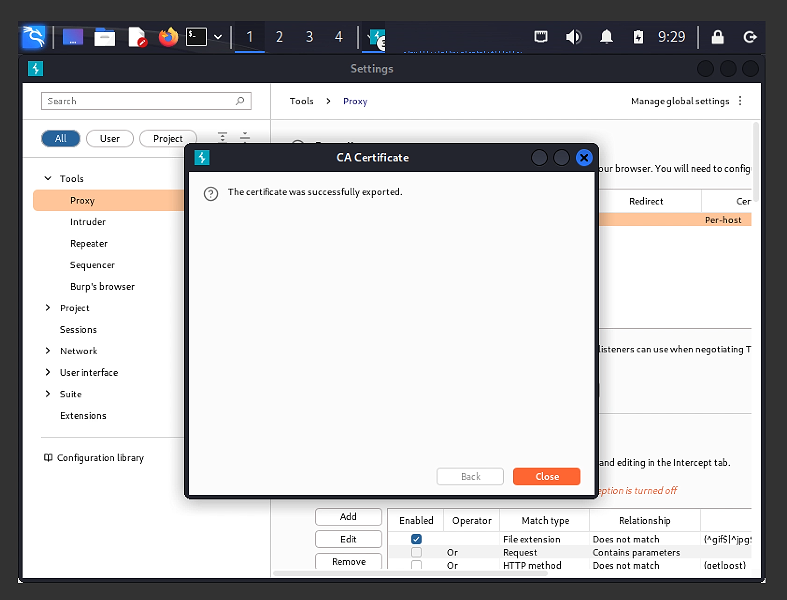 1 2 3 4 9:29
Settings
Search
Tools > Proxy
Manage global settings
All User Project
Tools
Proxy
Intruder
Repeater
Sequencer
Burp's browser
Project
Sessions
Network
User interface
Suite
Extensions
Configuration library
our browser. You will need to config
Redirect Cer
Per-host
listeners can use when negotiating T
and editing in the Intercept tab.
eption is turned off
CA Certificate
The certificate was successfully exported.
Back Close
Add
Edit
Remove
Enabled Operator Match type Relationship
File extension Does not match (^gif$|^jpg$
Or Request Contains parameters
Or HTTP method Does not match (get|post)